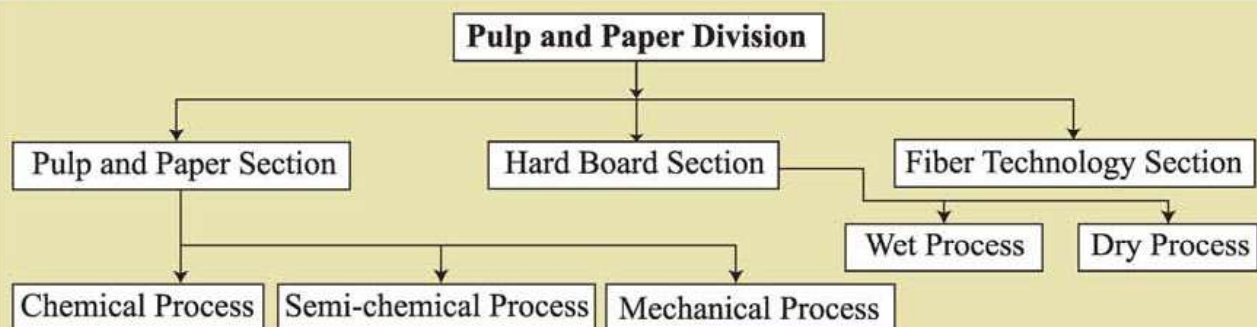 Pulp and Paper Division
Pulp and Paper Section
Hard Board Section
Fiber Technology Section
Wet Process
Dry Process
Chemical Process
Semi-chemical Process
Mechanical Process